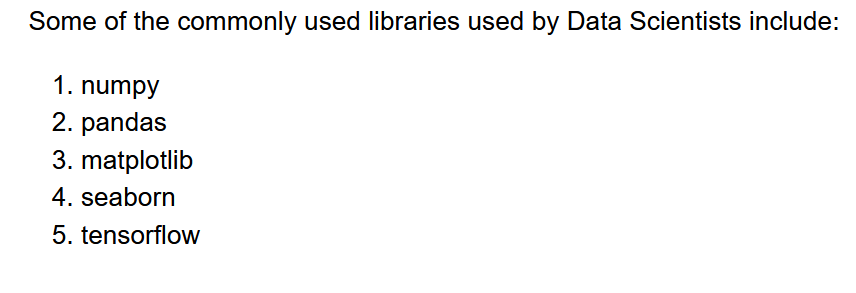 Some of the commonly used libraries used by Data Scientists include:
1. numpy
2. pandas
3. matplotlib
4. seaborn
5. tensorflow